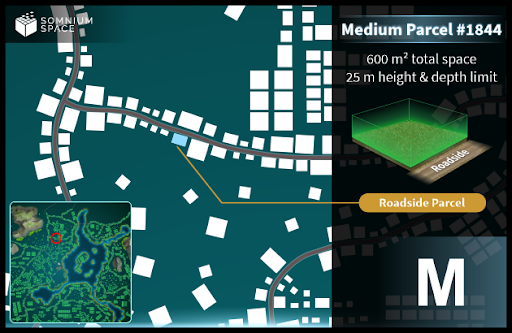 SOMNIUM
SPACE
Medium Parcel #1844
600 m² total space
25 m height & depth limit
Roadside
Roadside Parcel
M